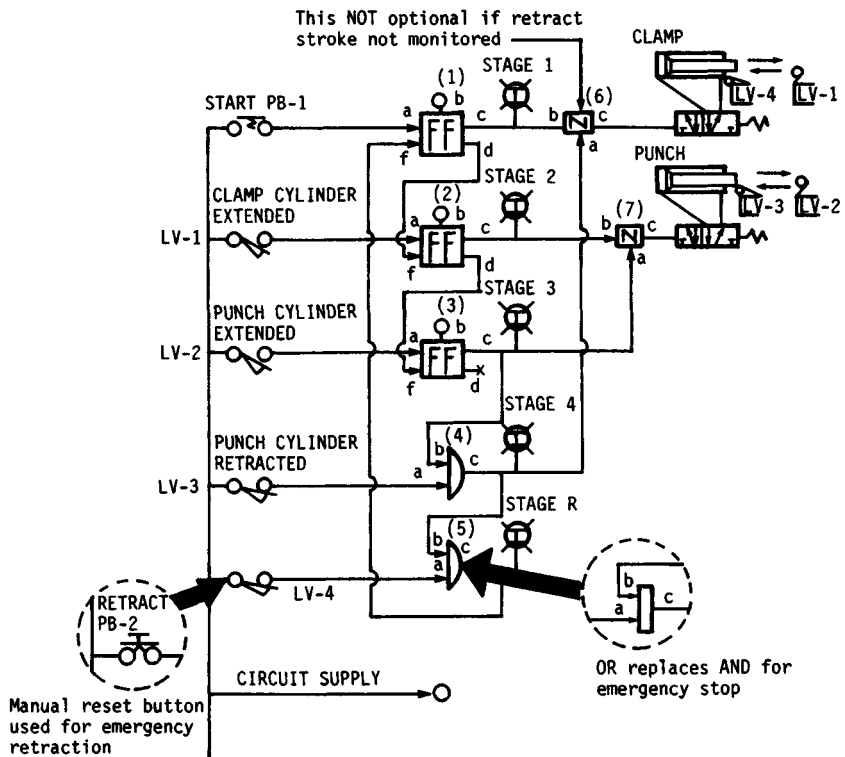 This NOT optional if retract
stroke not monitored
CLAMP
STAGE 1
(1)
(6)
START PB-1
a
b
c
FF
f
d
b
N
c
a
LV-4
LV-1
PUNCH
STAGE 2
(2)
(7)
CLAMP CYLINDER
EXTENDED
LV-1
a
b
c
FF
f
d
b
N
c
a
LV-3
LV-2
STAGE 3
(3)
PUNCH CYLINDER
EXTENDED
LV-2
a
b
c
FF
f
d
x
STAGE 4
(4)
PUNCH CYLINDER
RETRACTED
LV-3
b
c
a
STAGE R
(5)
b
c
a
LV-4
RETRACT
PB-2
b
a
c
OR replaces AND for
emergency stop
CIRCUIT SUPPLY
Manual reset button
used for emergency
retraction